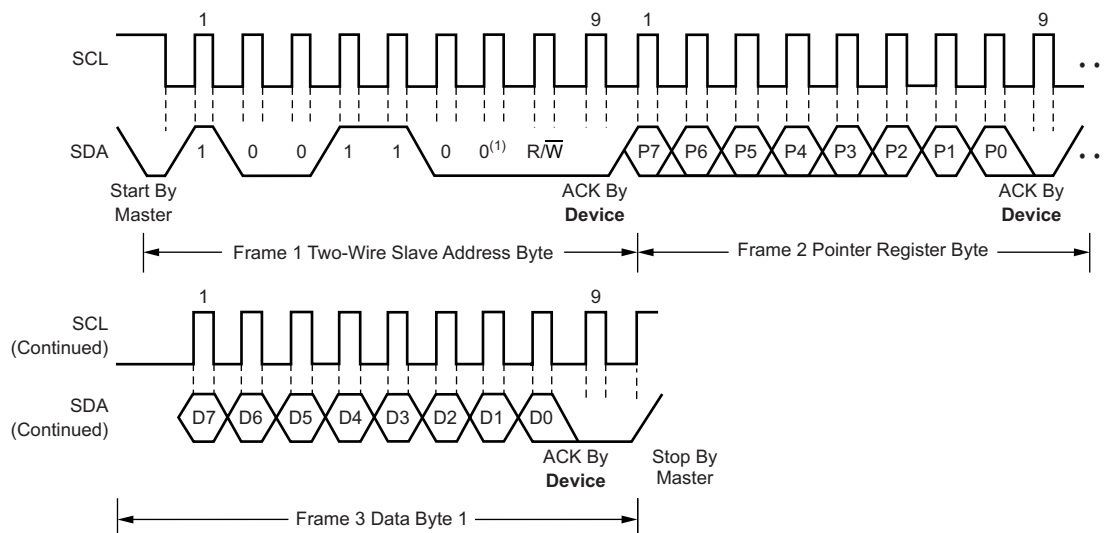 1 9 1 9
SCL
SDA 1 0 0 1 1 0 0(1) R/W̅ P7 P6 P5 P4 P3 P2 P1 P0
Start By
Master
ACK By
Device
ACK By
Device
Frame 1 Two-Wire Slave Address Byte
Frame 2 Pointer Register Byte
1 9
SCL
(Continued)
SDA
(Continued)
D7 D6 D5 D4 D3 D2 D1 D0
ACK By
Device
Stop By
Master
Frame 3 Data Byte 1